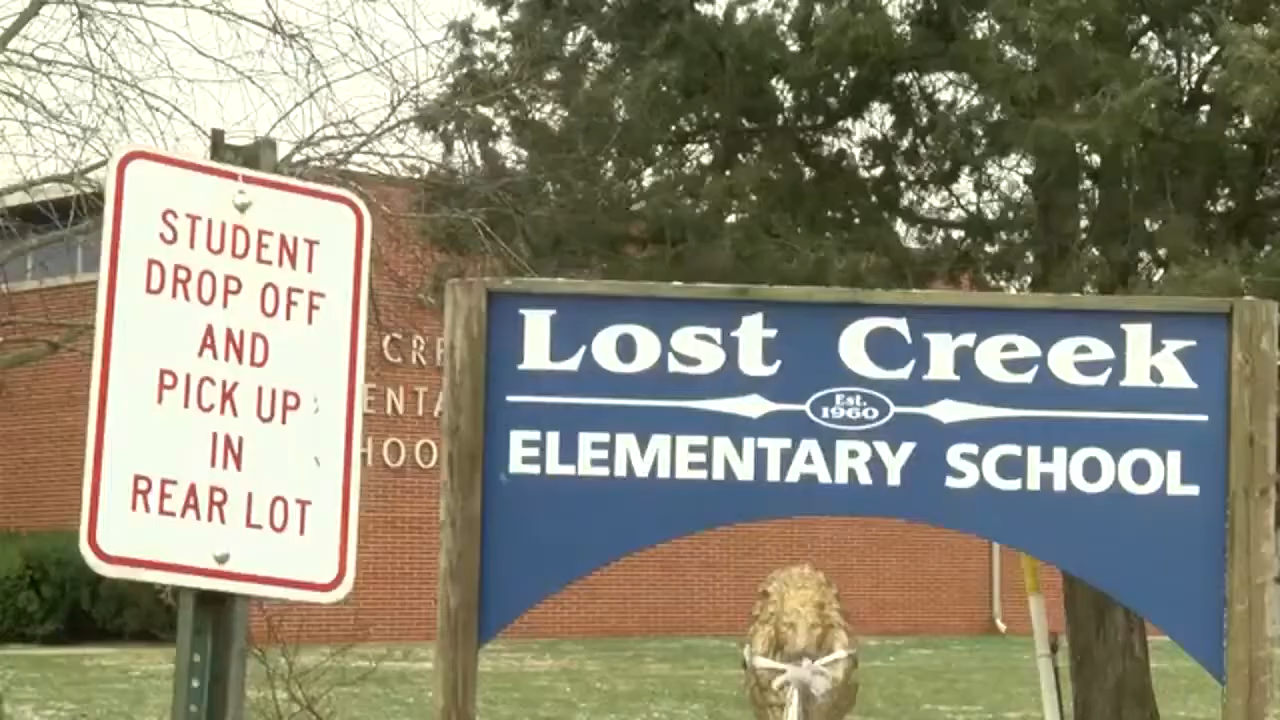 STUDENT
DROP OFF
AND
PICK UP
IN
REAR LOT
Lost Creek
Est.
1960
ELEMENTARY SCHOOL